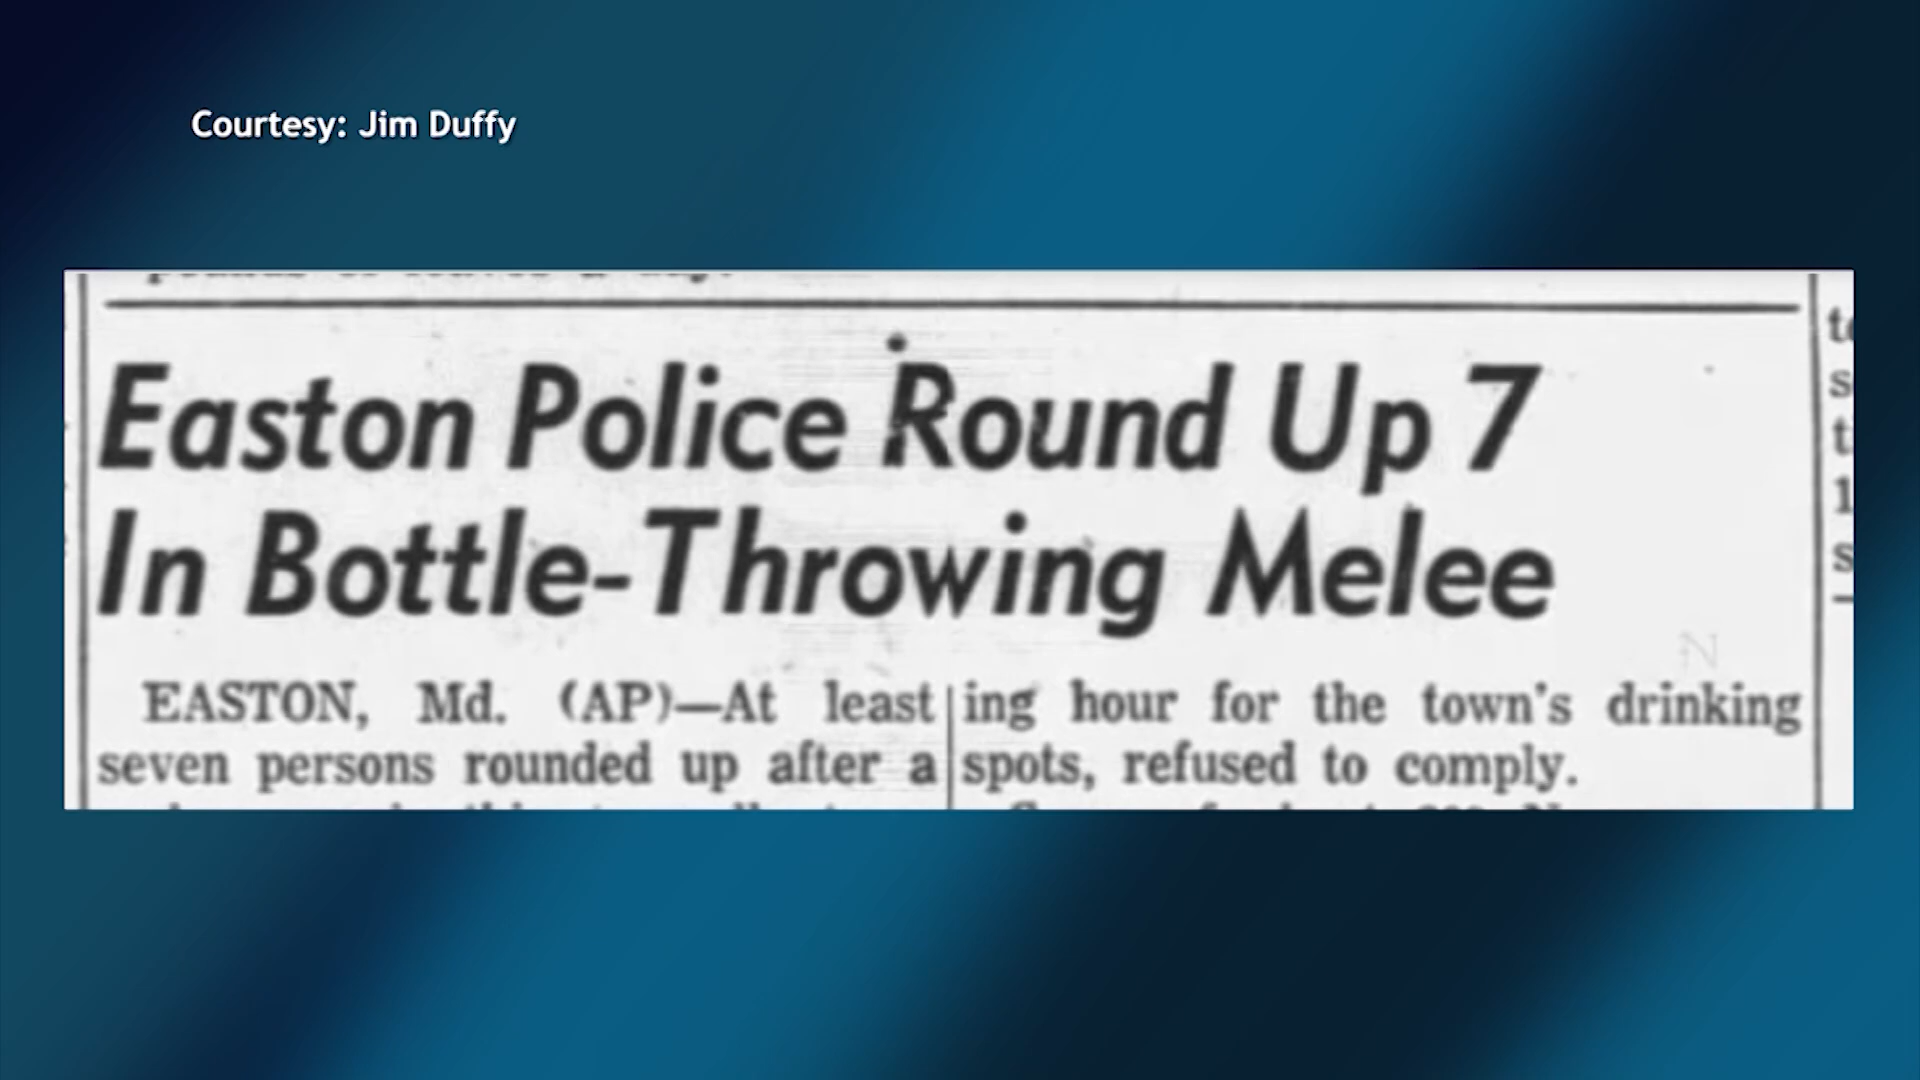 Courtesy: Jim Duffy
Easton Police Round Up 7
In Bottle-Throwing Melee
EASTON, Md. (AP)—At least
seven persons rounded up after a
ing hour for the town's drinking
spots, refused to comply.